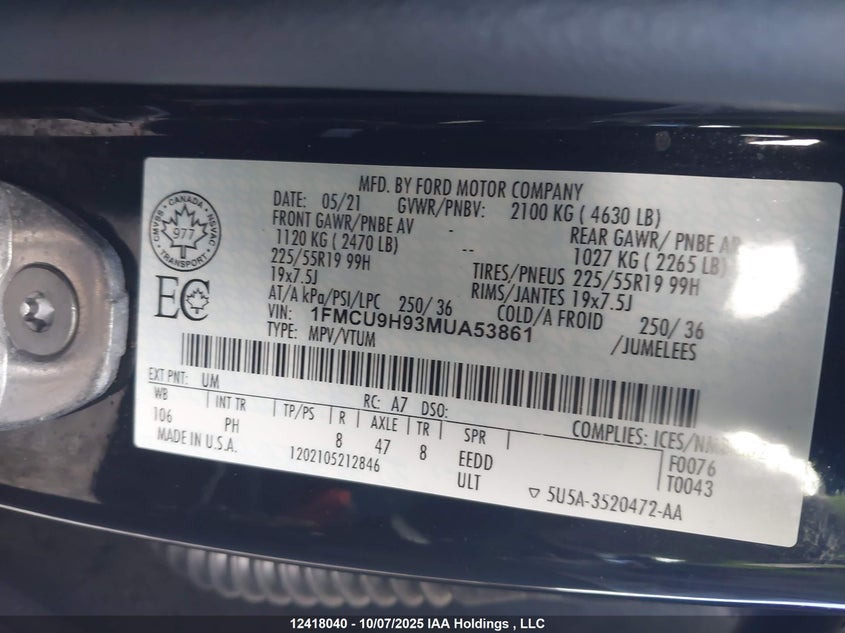 MFD. BY FORD MOTOR COMPANY
DATE: 05/21 GVWR/PNBV: 2100 KG ( 4630 LB)
FRONT GAWR/PNBE AV - REAR GAWR/ PNBE AR
1120 KG ( 2470 LB) -- 1027 KG ( 2265 LB)
225/55R19 99H TIRES/PNEUS 225/55R19 99H
19x7.5J RIMS/JANTES 19x7.5J
AT/A kPa/PSI/LPC 250/ 36 COLD/A FROID 250/ 36
VIN: 1FMCU9H93MUA53861 /JUMELEES
TYPE: MPV/VTUM
CMVSS · CANADA · NSVAC
977
TRANSPORT
EC
EXT PNT: UM RC: A7 DSO:
WB INT TR TP/PS R AXLE TR SPR COMPLIES: ICES/
106 PH 8 47 8 EEDD F0076
MADE IN U.S.A. 1202105212846 ULT T0043
▽ 5U5A-3520472-AA
12418040 - 10/07/2025 IAA Holdings , LLC